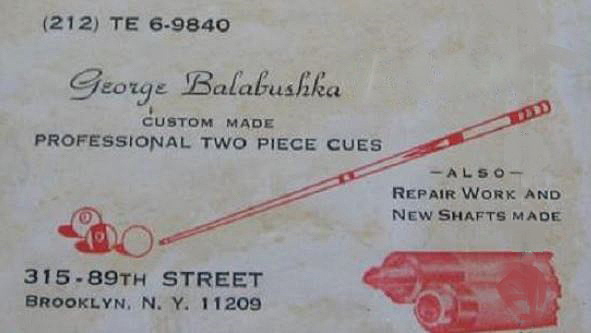 (212) TE 6-9840
George Balabushka
CUSTOM MADE
PROFESSIONAL TWO PIECE CUES
—ALSO—
REPAIR WORK AND
NEW SHAFTS MADE
315-89TH STREET
BROOKLYN, N. Y. 11209